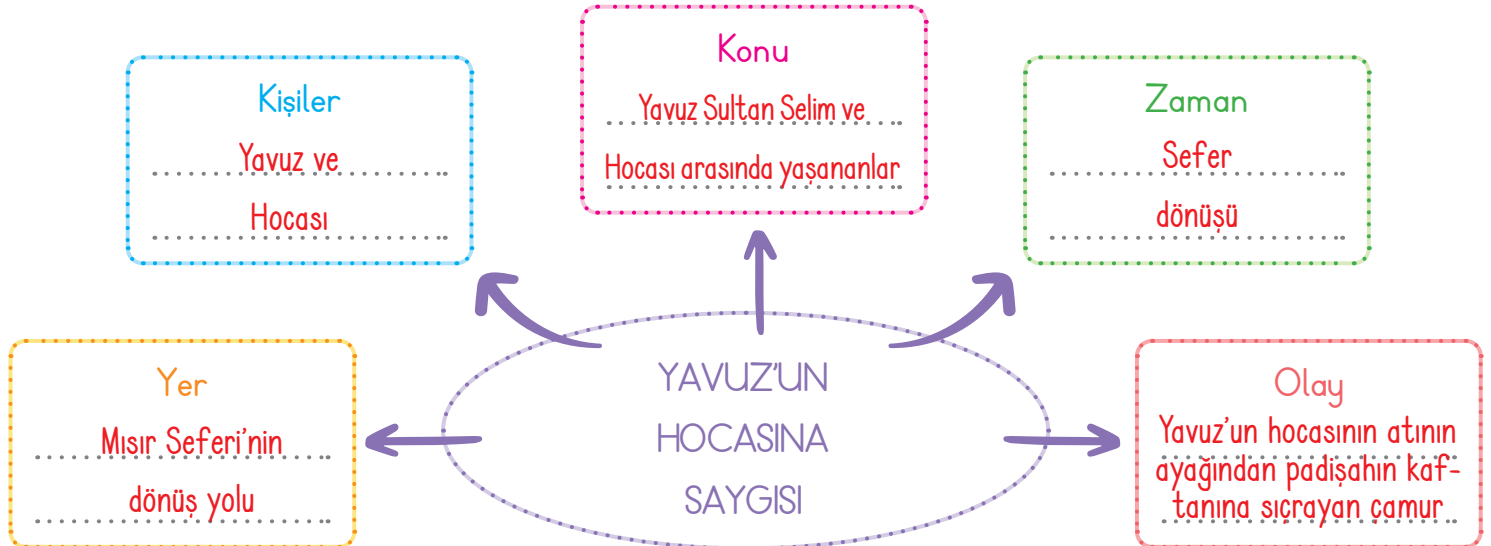 Konu
Yavuz Sultan Selim ve
Hocası arasında yaşananlar
Kişiler
Yavuz ve
Hocası
Zaman
Sefer
dönüşü
Yer
Mısır Seferi'nin
dönüş yolu
YAVUZ'UN
HOCASINA
SAYGISI
Olay
Yavuz'un hocasının atının
ayağından padişahın kaf-
tanına sıçrayan çamur